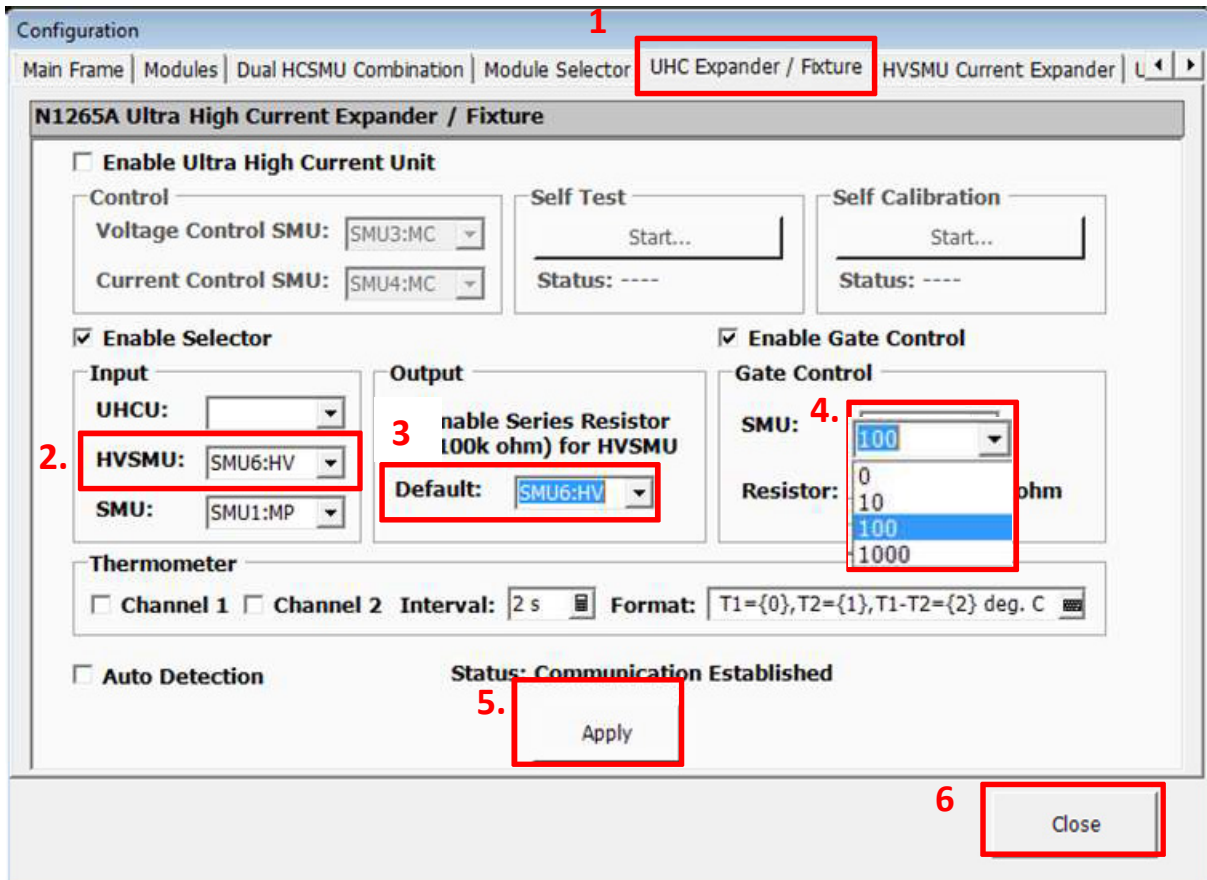 Configuration
1
Main Frame Modules Dual HCSMU Combination Module Selector UHC Expander / Fixture HVSMU Current Expander
N1265A Ultra High Current Expander / Fixture
Enable Ultra High Current Unit
Control
Voltage Control SMU: SMU3:MC
Current Control SMU: SMU4:MC
Self Test
Start...
Status: ----
Self Calibration
Start...
Status: ----
Enable Selector
Enable Gate Control
Input
UHCU:
2. HVSMU: SMU6:HV
SMU: SMU1:MP
Output
3
nable Series Resistor
100k ohm) for HVSMU
Default: SMU6:HV
Gate Control
SMU:
4.
100
0
10
100
1000
Resistor: ohm
Thermometer
Channel 1 Channel 2 Interval: 2 s Format: T1={0},T2={1},T1-T2={2} deg. C
Auto Detection
Status: Communication Established
5. Apply
6 Close